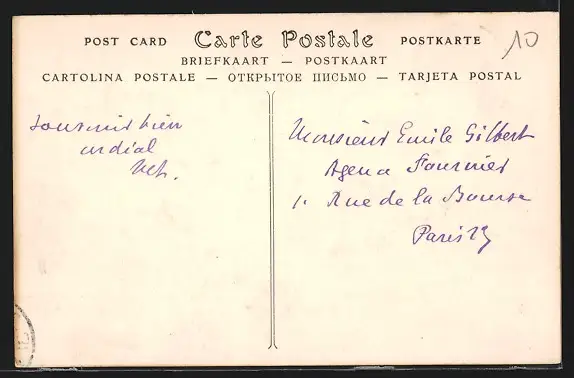 POST CARD Carte Postale POSTKARTE
BRIEFKAART — POSTKAART
CARTOLINA POSTALE — ОТКРЫТОЕ ПИСЬМО — TARJETA POSTAL
10
Souvenir bien
cordial
Monsieur Emile Gilbert
Agence Fournier
1. Rue de la Bourse
Paris